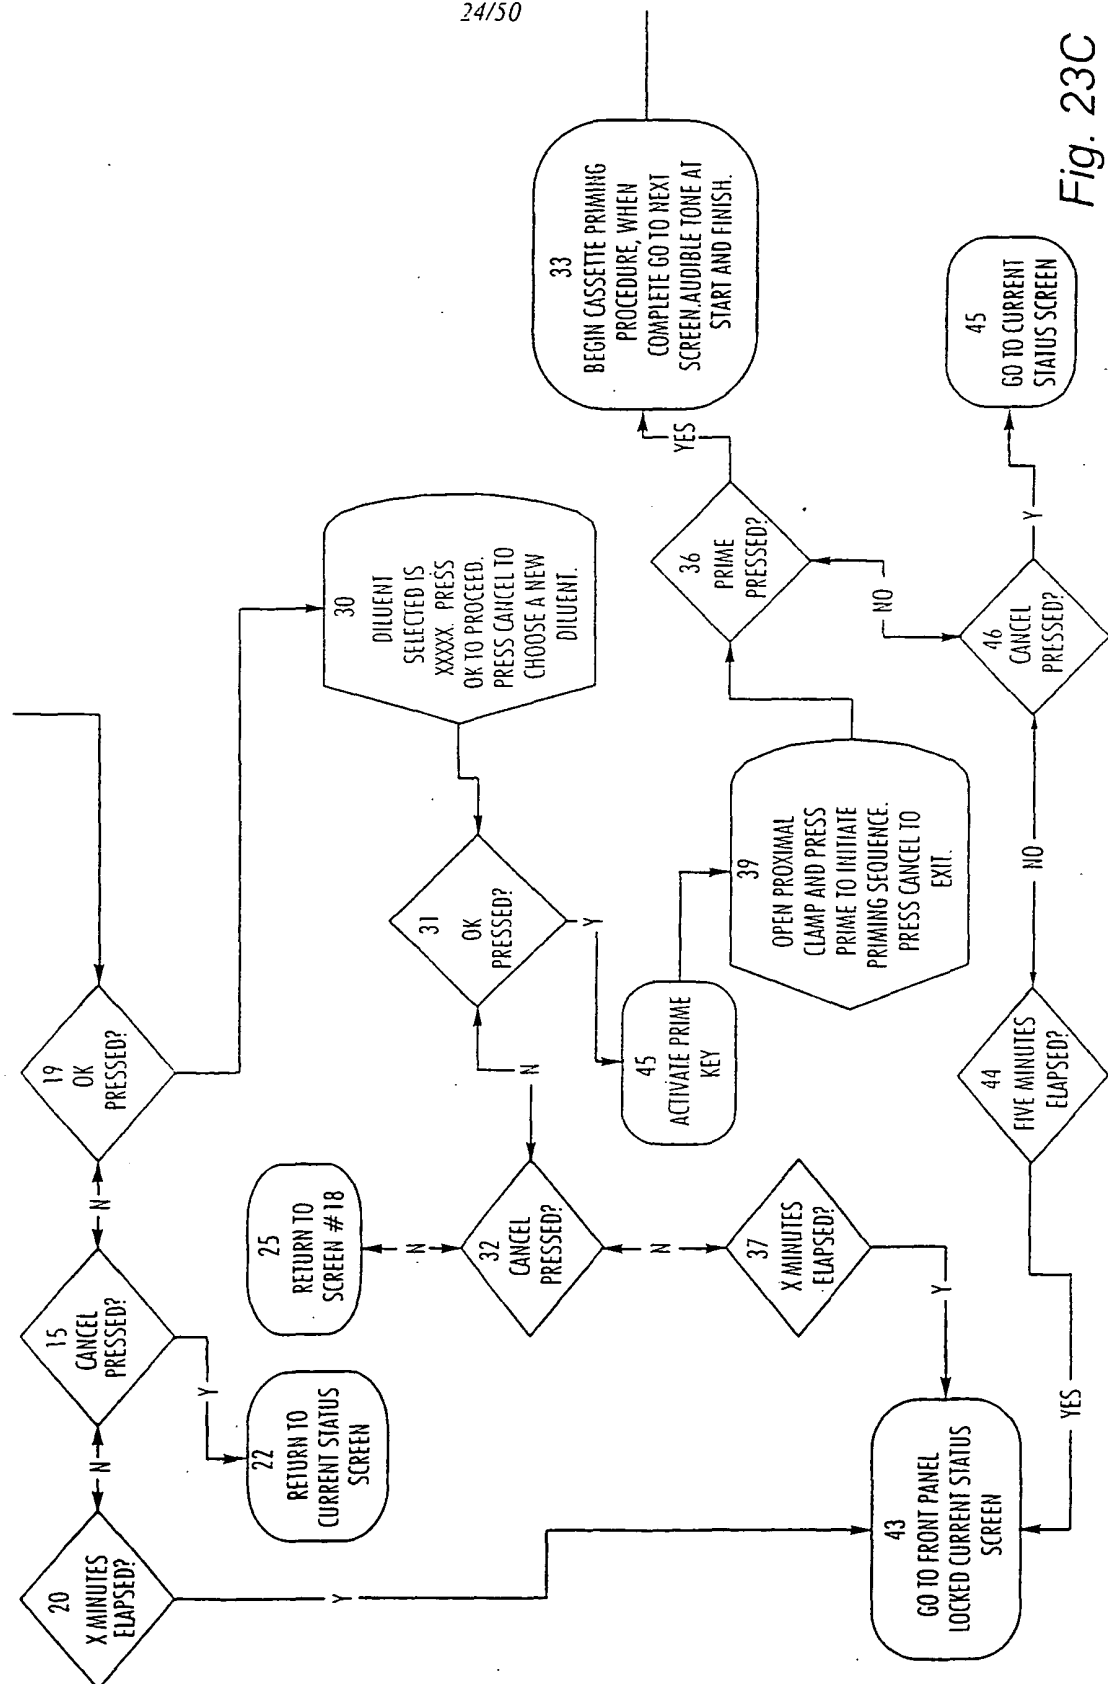 24/50
20
X MINUTES
ELAPSED?
N
15
CANCEL
PRESSED?
N
19
OK
PRESSED?
Y
22
RETURN TO
CURRENT STATUS
SCREEN
25
RETURN TO
SCREEN #18
30
DILUENT
SELECTED IS
XXXXX. PRESS
OK TO PROCEED.
PRESS CANCEL TO
CHOOSE A NEW
DILUENT.
Y
N
32
CANCEL
PRESSED?
N
31
OK
PRESSED?
N
Y
33
BEGIN CASSETTE PRIMING
PROCEDURE, WHEN
COMPLETE GO TO NEXT
SCREEN.AUDIBLE TONE AT
START AND FINISH.
45
ACTIVATE PRIME
KEY
36
PRIME
PRESSED?
YES
37
X MINUTES
ELAPSED?
39
OPEN PROXIMAL
CLAMP AND PRESS
PRIME TO INITIATE
PRIMING SEQUENCE.
PRESS CANCEL TO
EXIT.
Y
NO
43
GO TO FRONT PANEL
LOCKED CURRENT STATUS
SCREEN
44
FIVE MINUTES
ELAPSED?
NO
46
CANCEL
PRESSED?
Y
45
GO TO CURRENT
STATUS SCREEN
YES
Fig. 23C